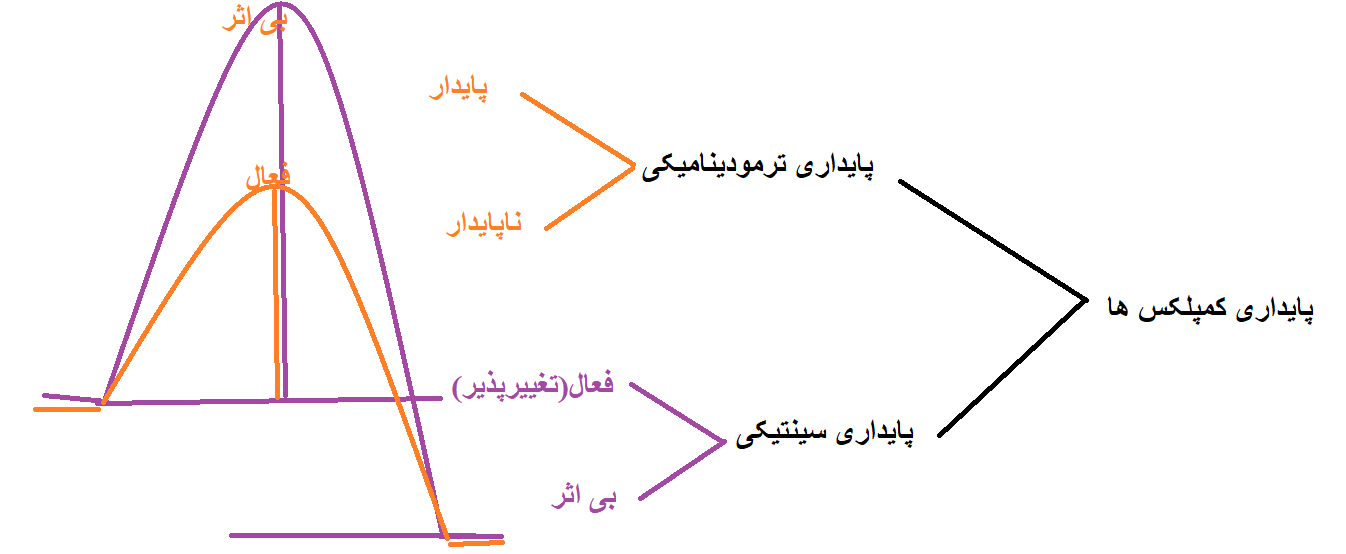 پایداری کمپلکس ها
پایداری ترمودینامیکی
پایدار
ناپایدار
پایداری سینتیکی
فعال(تغییرپذیر)
بی اثر
بی اثر
فعال